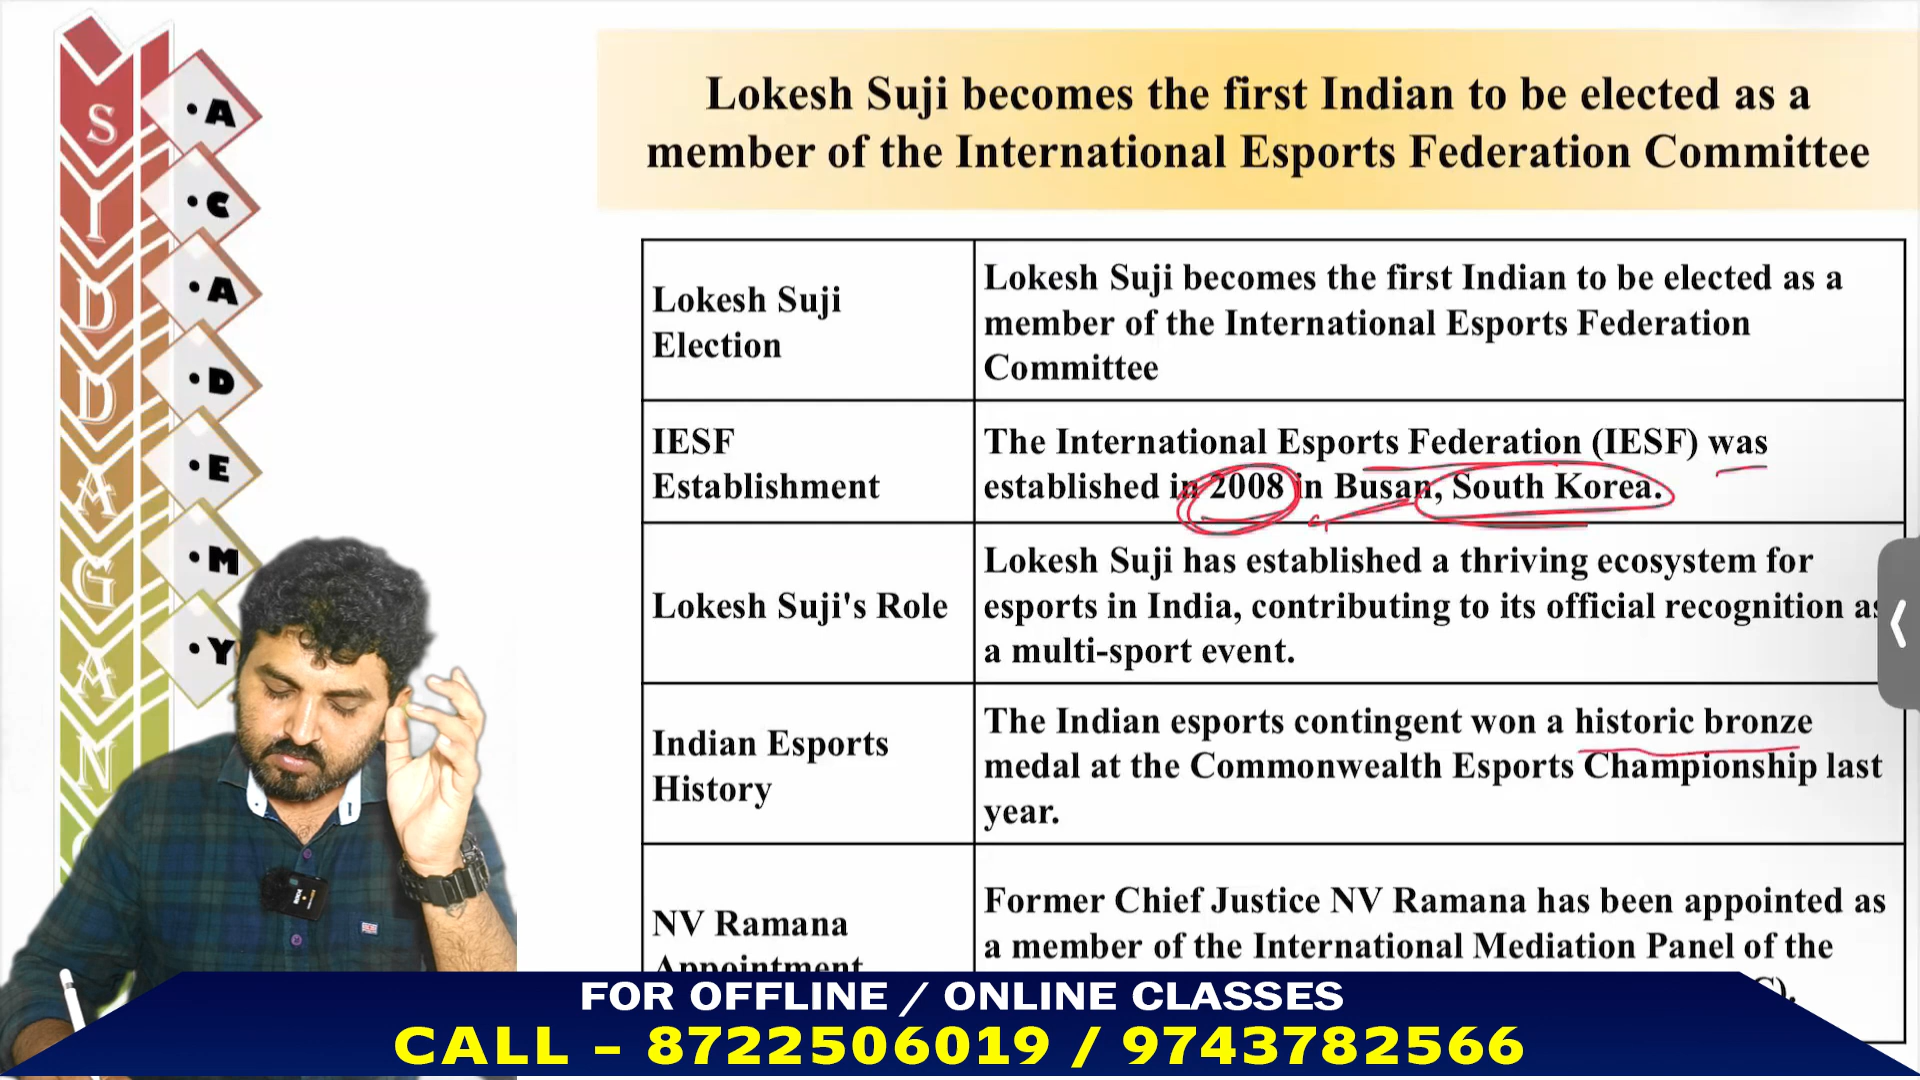 SIDDAGAN
• A
• C
• A
• D
• E
• M
• Y
Lokesh Suji becomes the first Indian to be elected as a
member of the International Esports Federation Committee
Lokesh Suji
Election
Lokesh Suji becomes the first Indian to be elected as a
member of the International Esports Federation
Committee
IESF
Establishment
The International Esports Federation (IESF) was
established in 2008 in Busan, South Korea.
Lokesh Suji's Role
Lokesh Suji has established a thriving ecosystem for
esports in India, contributing to its official recognition as
a multi-sport event.
Indian Esports
History
The Indian esports contingent won a historic bronze
medal at the Commonwealth Esports Championship last
year.
NV Ramana
Appointment
Former Chief Justice NV Ramana has been appointed as
a member of the International Mediation Panel of the
FOR OFFLINE / ONLINE CLASSES
CALL – 8722506019 / 9743782566